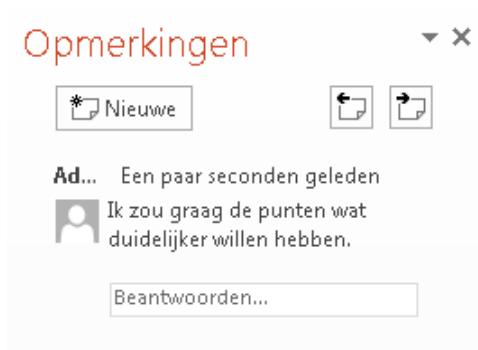 Opmerkingen
Nieuwe
Ad... Een paar seconden geleden
Ik zou graag de punten wat
duidelijker willen hebben.
Beantwoorden...